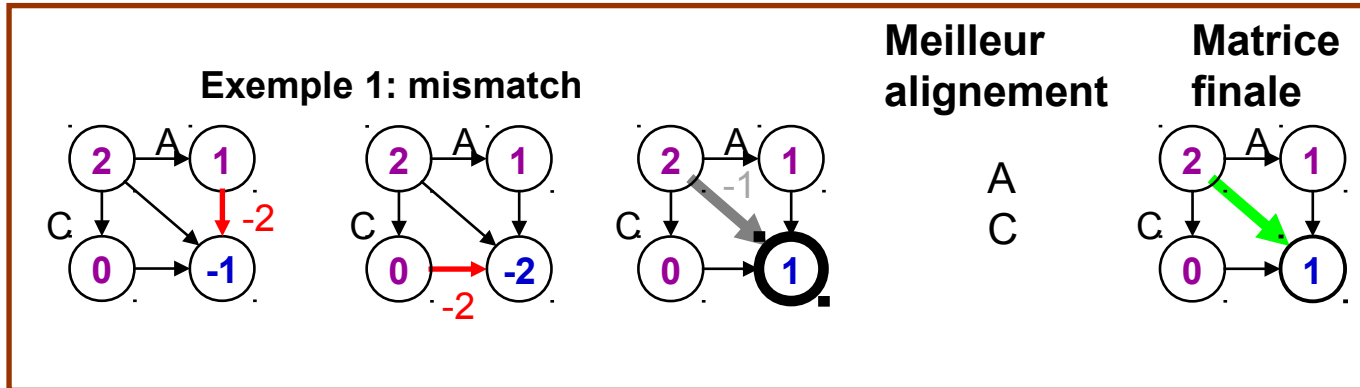 Meilleur alignement
Matrice finale
Exemple 1: mismatch
2 A 1
C -2
0 -1
2 A 1
C
0 -2
-2
2 A 1
-1
C
0 1
A
C
2 A 1
C
0 1